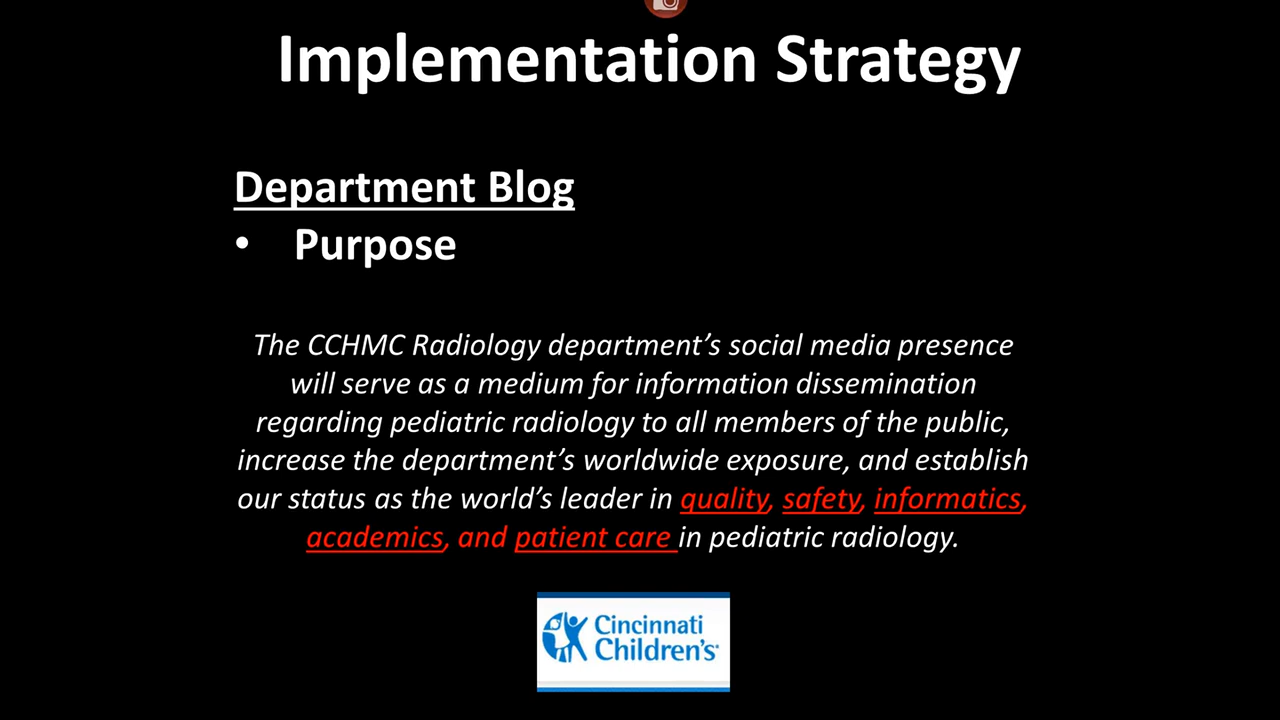 Implementation Strategy
Department Blog
• Purpose
The CCHMC Radiology department’s social media presence
will serve as a medium for information dissemination
regarding pediatric radiology to all members of the public,
increase the department’s worldwide exposure, and establish
our status as the world’s leader in quality, safety, informatics,
academics, and patient care in pediatric radiology.
Cincinnati
Children’s